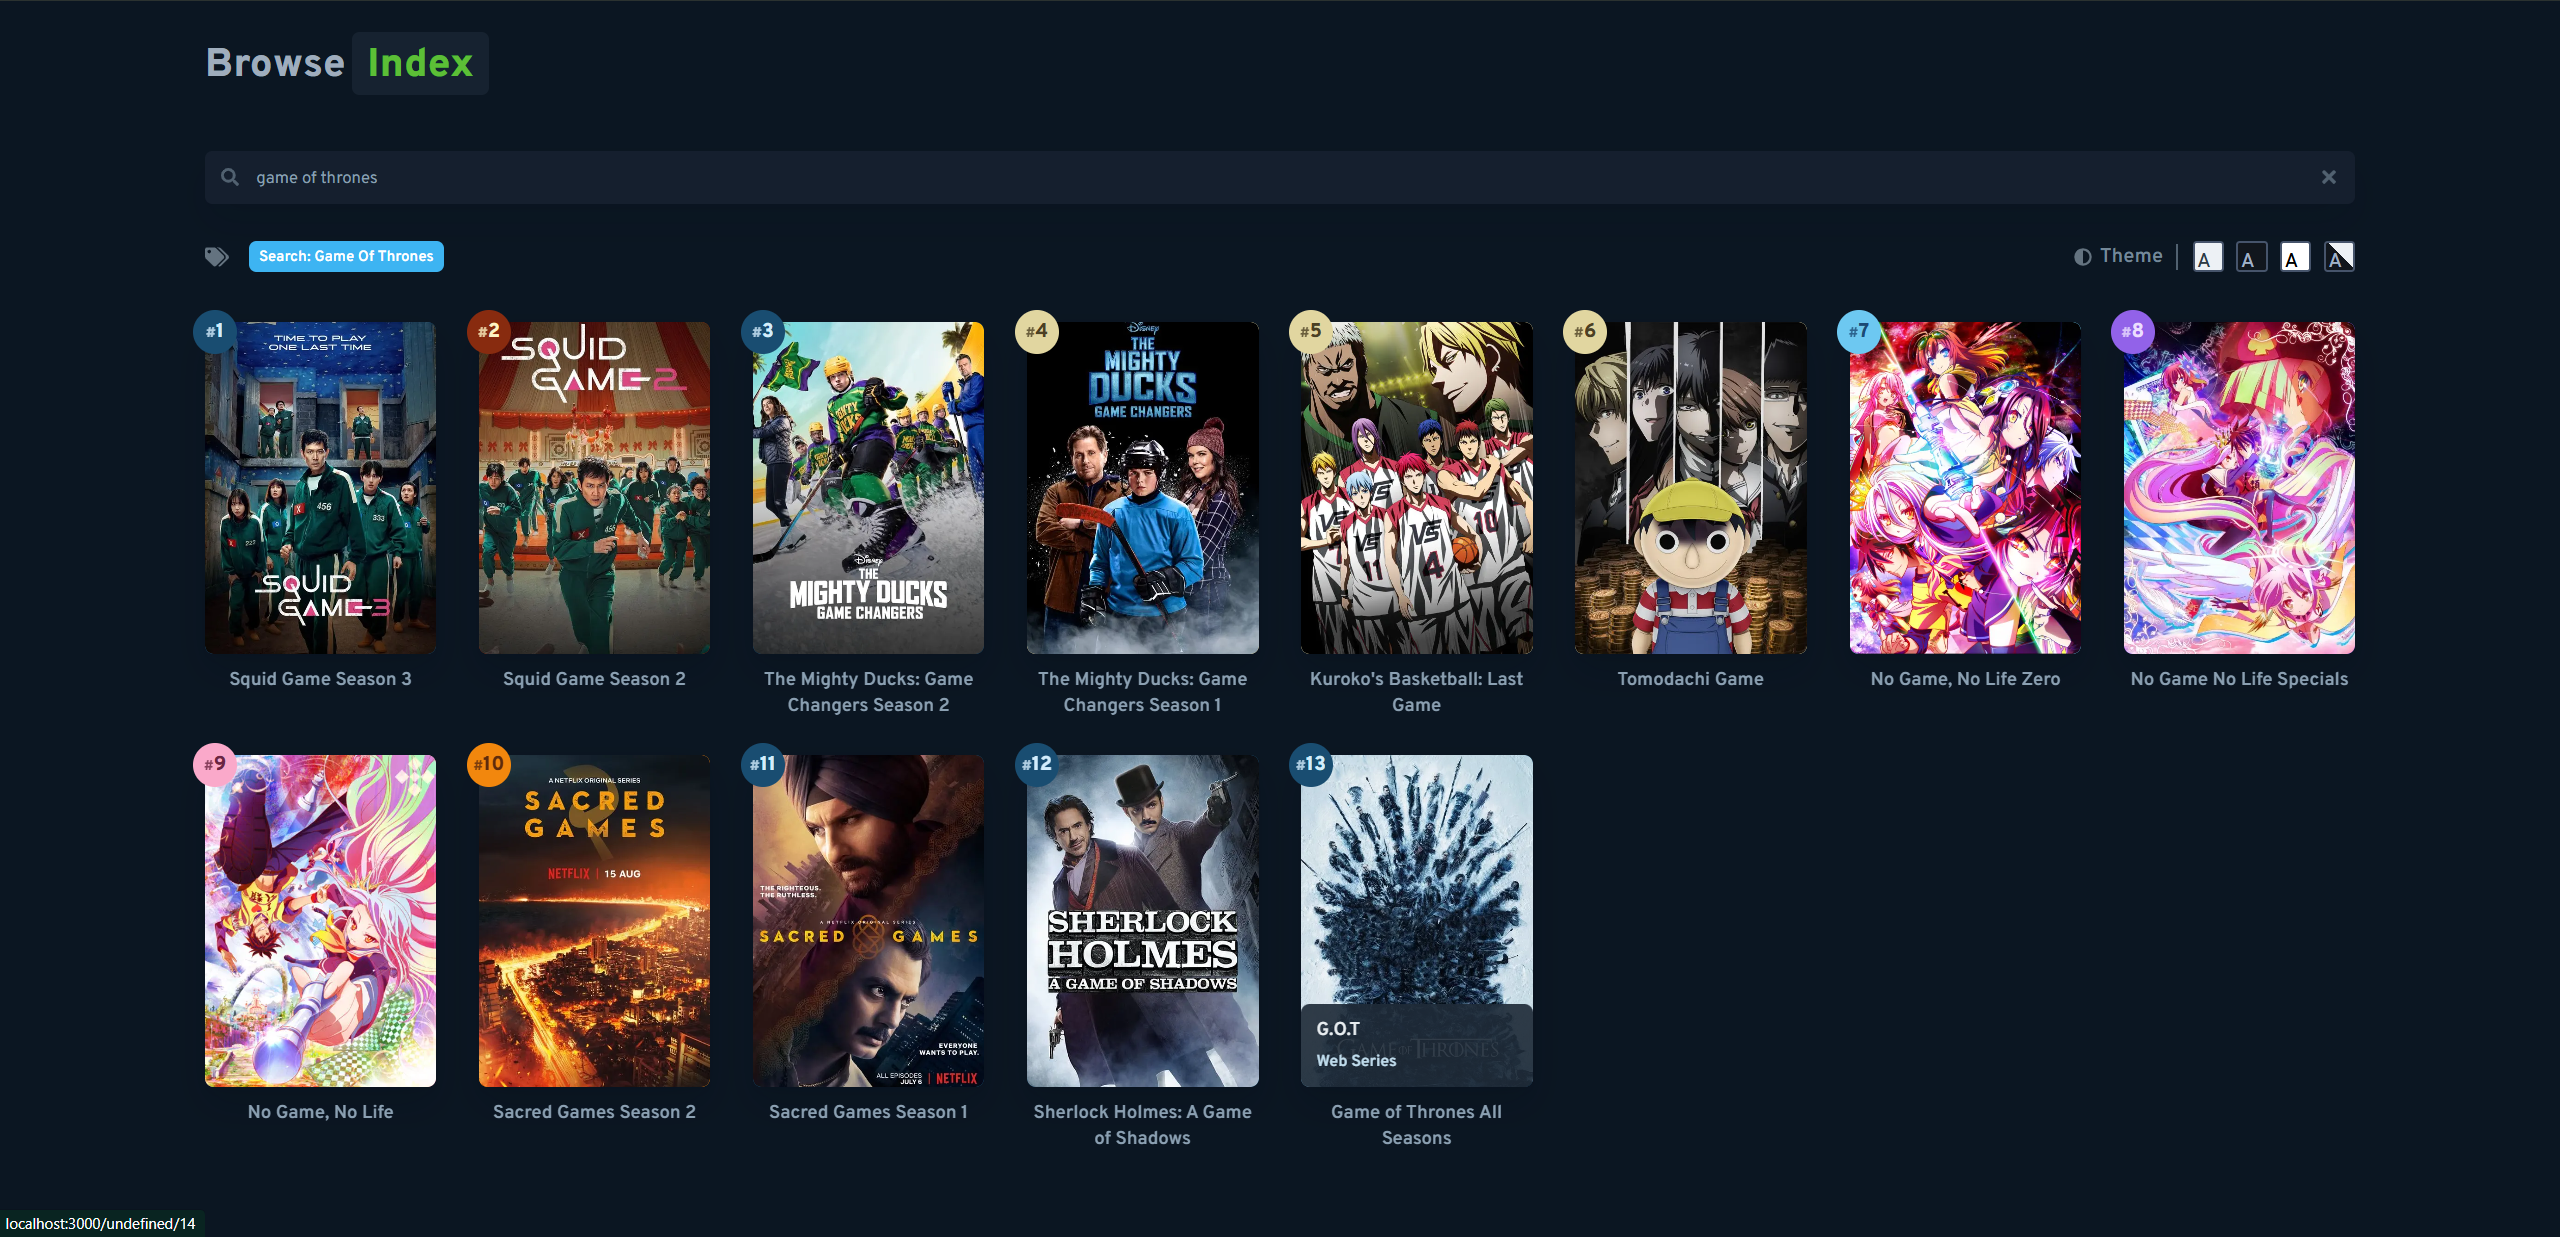 Browse Index
game of thrones
Search: Game Of Thrones
Theme
A
A
A
A
#1
#2
#3
#4
#5
#6
#7
#8
TIME TO PLAY
ONE LAST TIME
SQUID
GAME 3
SQUID
GAME 2
DISNEY
THE
MIGHTY DUCKS
GAME CHANGERS
DISNEY
THE
MIGHTY
DUCKS
GAME CHANGERS
Squid Game Season 3
Squid Game Season 2
The Mighty Ducks: Game
Changers Season 2
The Mighty Ducks: Game
Changers Season 1
Kuroko's Basketball: Last
Game
Tomodachi Game
No Game, No Life Zero
No Game No Life Specials
#9
#10
#11
#12
#13
A NETFLIX ORIGINAL SERIES
SACRED
GAMES
NETFLIX | 15 AUG
THE RIGHTEOUS.
THE RUTHLESS.
A NETFLIX ORIGINAL SERIES
SACRED GAMES
EVERYONE
WANTS TO PLAY.
ALL EPISODES
JULY 6 | NETFLIX
SHERLOCK
HOLMES
A GAME OF SHADOWS
G.O.T
GAME OF THRONES
Web Series
No Game, No Life
Sacred Games Season 2
Sacred Games Season 1
Sherlock Holmes: A Game
of Shadows
Game of Thrones All
Seasons
localhost:3000/undefined/14